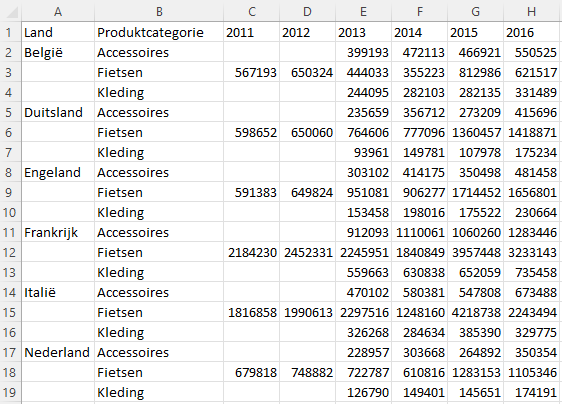 A B C D E F G H
1 Land Produktcategorie 2011 2012 2013 2014 2015 2016
2 België Accessoires 399193 472113 466921 550525
3 Fietsen 567193 650324 444033 355223 812986 621517
4 Kleding 244095 282103 282135 331489
5 Duitsland Accessoires 235659 356712 273209 415696
6 Fietsen 598652 650060 764606 777096 1360457 1418871
7 Kleding 93961 149781 107978 175234
8 Engeland Accessoires 303102 414175 350498 481458
9 Fietsen 591383 649824 951081 906277 1714452 1656801
10 Kleding 153458 198016 175522 230664
11 Frankrijk Accessoires 912093 1110061 1060260 1283446
12 Fietsen 2184230 2452331 2245951 1840849 3957448 3233143
13 Kleding 559663 630838 652059 735458
14 Italië Accessoires 470102 580381 547808 673488
15 Fietsen 1816858 1990613 2297516 1248160 4218738 2243494
16 Kleding 326268 284634 385390 329775
17 Nederland Accessoires 228957 303668 264892 350354
18 Fietsen 679818 748882 722787 610816 1283153 1105346
19 Kleding 126790 149401 145651 174191